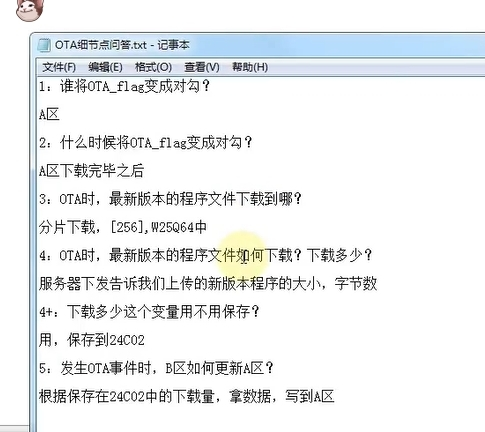 OTA细节点问答.txt - 记事本
文件(F) 编辑(E) 格式(O) 查看(V) 帮助(H)
1：谁将OTA_flag变成对勾？
A区
2：什么时候将OTA_flag变成对勾？
A区下载完毕之后
3：OTA时，最新版本的程序文件下载到哪？
分片下载，[256],W25Q64中
4：OTA时，最新版本的程序文件如何下载？下载多少？
服务器下发告诉我们上传的新版本程序的大小，字节数
4+：下载多少这个变量用不用保存？
用，保存到24C02
5：发生OTA事件时，B区如何更新A区？
根据保存在24C02中的下载量，拿数据，写到A区